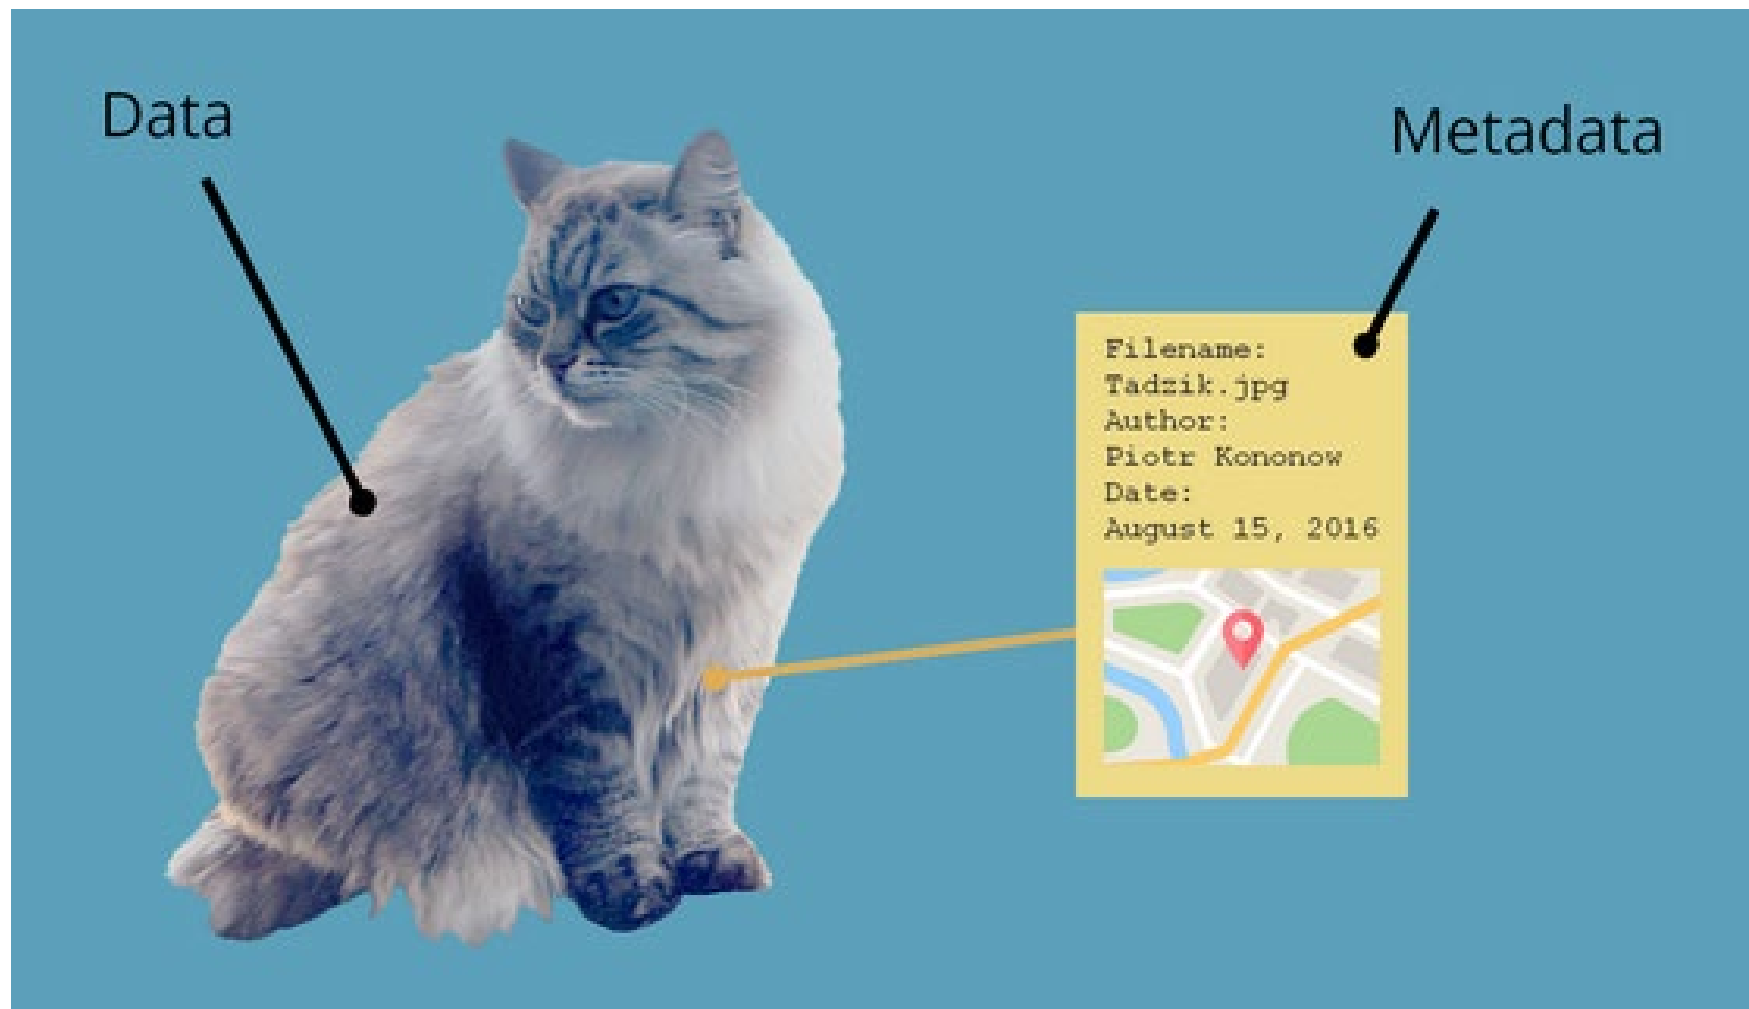 Data
Metadata
Filename:
Tadzik.jpg
Author:
Piotr Kononow
Date:
August 15, 2016